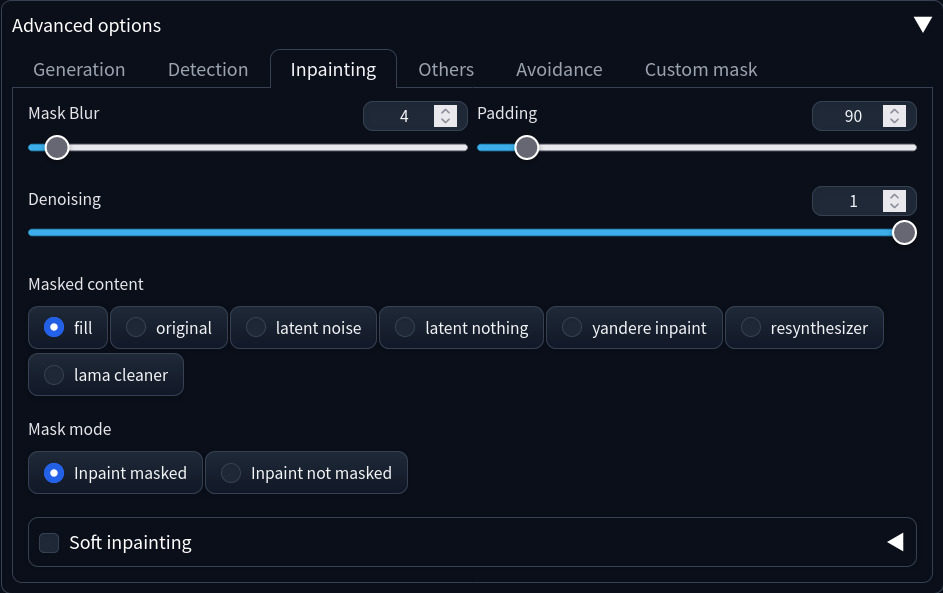 Advanced options
Generation Detection Inpainting Others Avoidance Custom mask
Mask Blur 4 Padding 90
Denoising 1
Masked content
fill original latent noise latent nothing yandere inpaint resynthesizer
lama cleaner
Mask mode
Inpaint masked Inpaint not masked
Soft inpainting